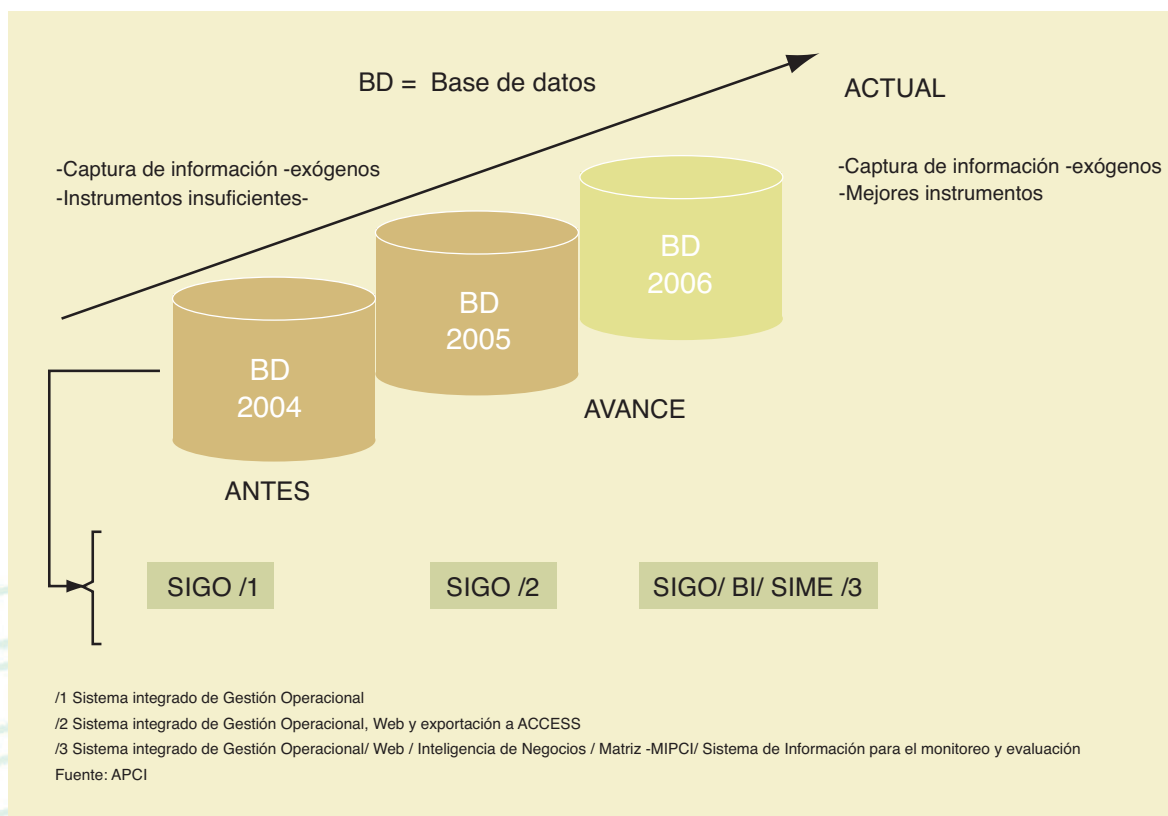 BD = Base de datos
ACTUAL
-Captura de información -exógenos
-Instrumentos insuficientes-
-Captura de información -exógenos
-Mejores instrumentos
BD
2006
BD
2005
BD
2004
AVANCE
ANTES
SIGO /1
SIGO /2
SIGO/ BI/ SIME /3
/1 Sistema integrado de Gestión Operacional
/2 Sistema integrado de Gestión Operacional, Web y exportación a ACCESS
/3 Sistema integrado de Gestión Operacional/ Web / Inteligencia de Negocios / Matriz -MIPCI/ Sistema de Información para el monitoreo y evaluación
Fuente: APCI